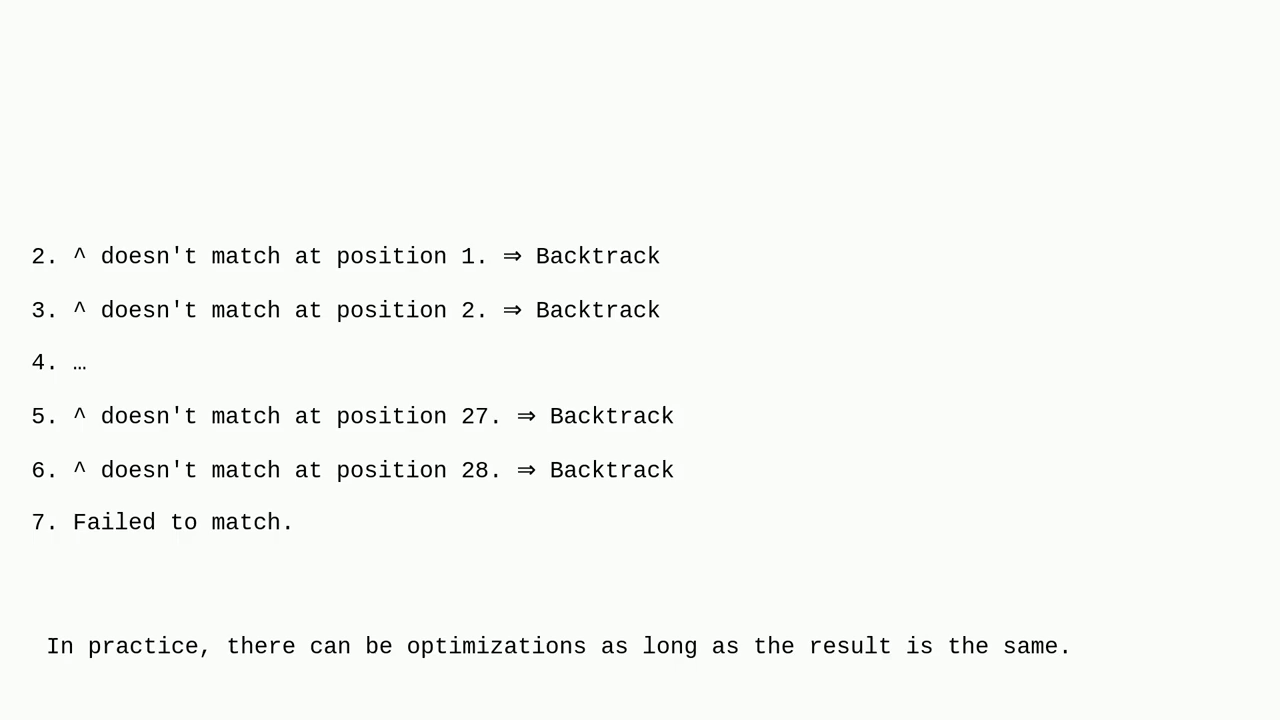 2. ^ doesn't match at position 1. ⇒ Backtrack
3. ^ doesn't match at position 2. ⇒ Backtrack
4. …
5. ^ doesn't match at position 27. ⇒ Backtrack
6. ^ doesn't match at position 28. ⇒ Backtrack
7. Failed to match.
In practice, there can be optimizations as long as the result is the same.